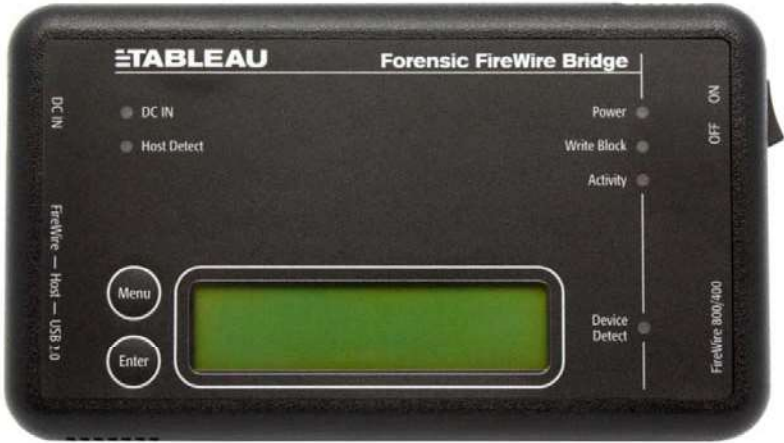 TABLEAU
Forensic FireWire Bridge
DC IN
DC IN
Host Detect
Power
Write Block
Activity
OFF ON
FireWire — Host — USB 1.0
Menu
Enter
Device
Detect
FireWire 800/400